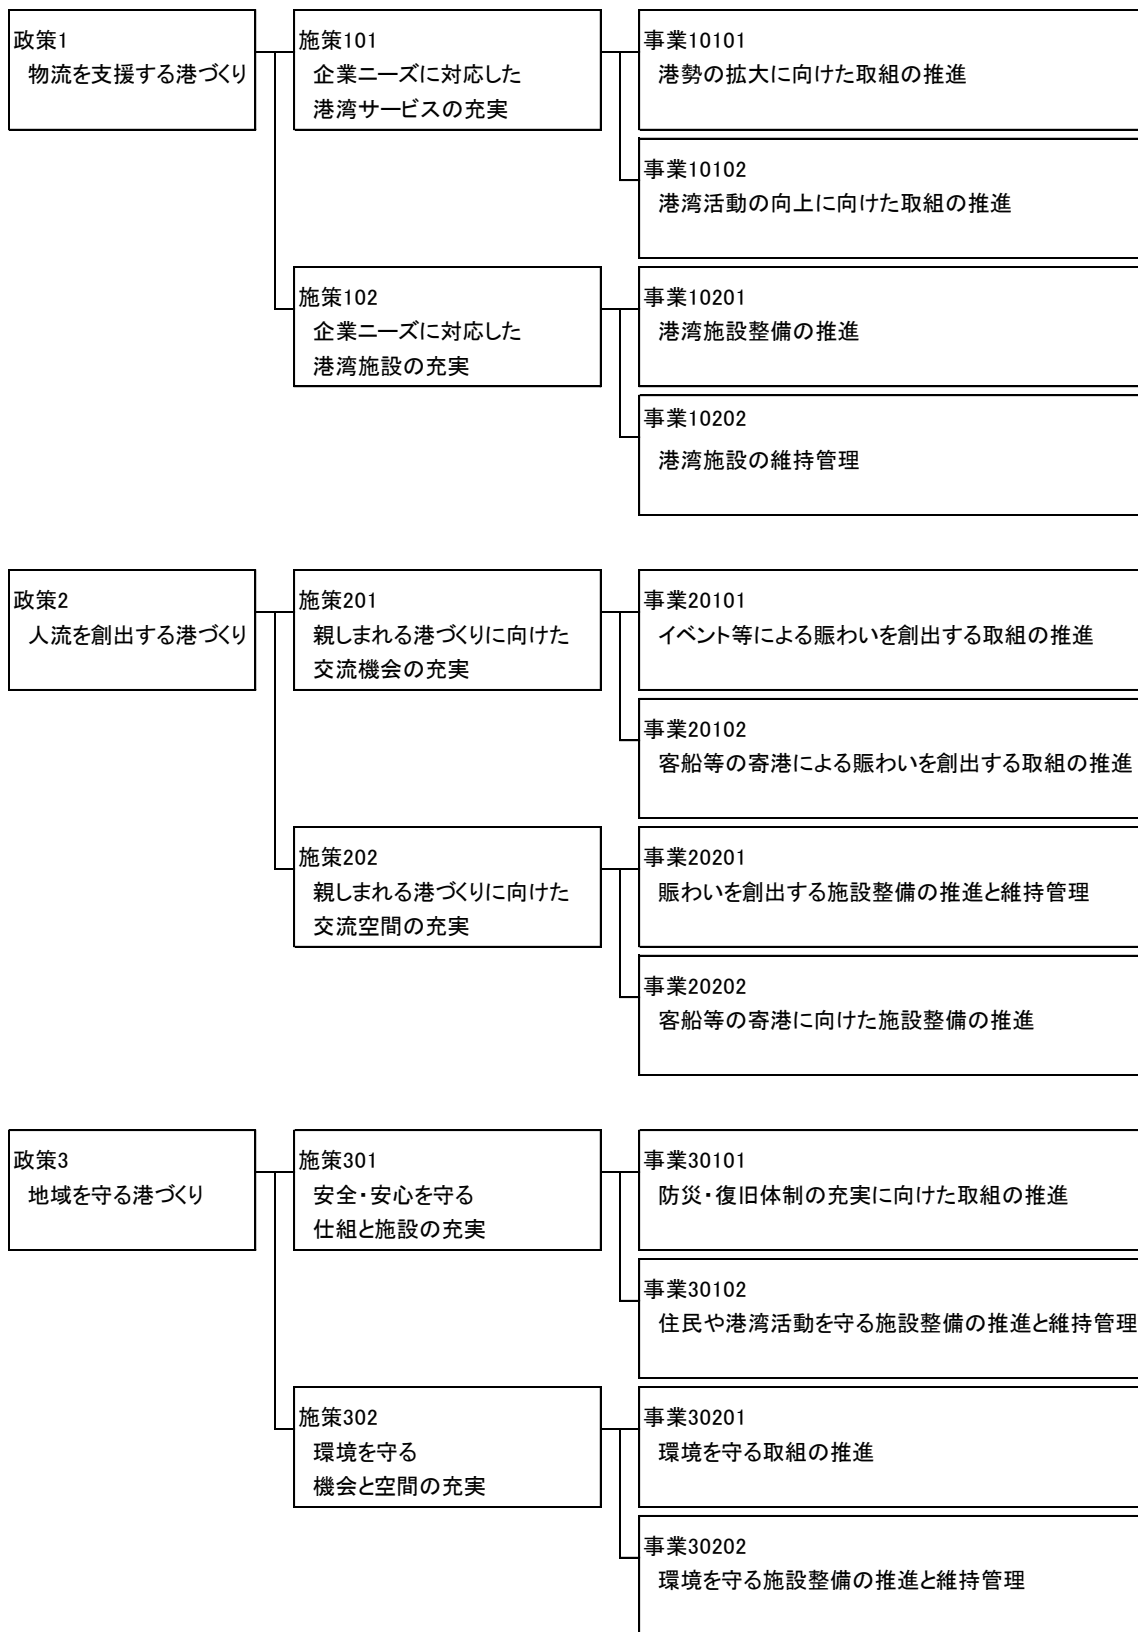 政策1
物流を支援する港づくり
施策101
企業ニーズに対応した
港湾サービスの充実
事業10101
港勢の拡大に向けた取組の推進
事業10102
港湾活動の向上に向けた取組の推進
施策102
企業ニーズに対応した
港湾施設の充実
事業10201
港湾施設整備の推進
事業10202
港湾施設の維持管理
政策2
人流を創出する港づくり
施策201
親しまれる港づくりに向けた
交流機会の充実
事業20101
イベント等による賑わいを創出する取組の推進
事業20102
客船等の寄港による賑わいを創出する取組の推進
施策202
親しまれる港づくりに向けた
交流空間の充実
事業20201
賑わいを創出する施設整備の推進と維持管理
事業20202
客船等の寄港に向けた施設整備の推進
政策3
地域を守る港づくり
施策301
安全・安心を守る
仕組と施設の充実
事業30101
防災・復旧体制の充実に向けた取組の推進
事業30102
住民や港湾活動を守る施設整備の推進と維持管理
施策302
環境を守る
機会と空間の充実
事業30201
環境を守る取組の推進
事業30202
環境を守る施設整備の推進と維持管理